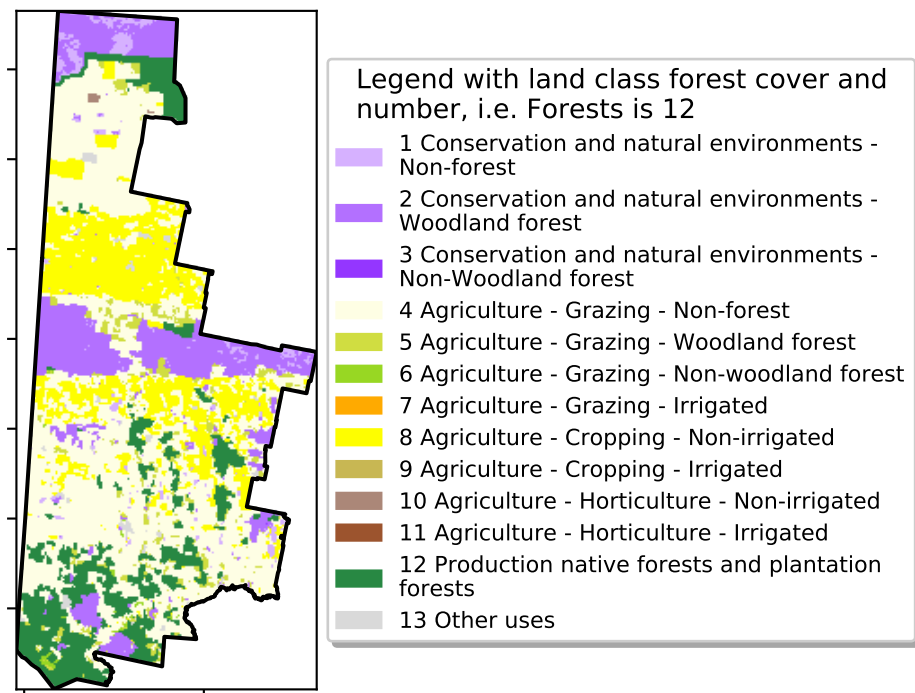 Legend with land class forest cover and
number, i.e. Forests is 12
1 Conservation and natural environments -
Non-forest
2 Conservation and natural environments -
Woodland forest
3 Conservation and natural environments -
Non-Woodland forest
4 Agriculture - Grazing - Non-forest
5 Agriculture - Grazing - Woodland forest
6 Agriculture - Grazing - Non-woodland forest
7 Agriculture - Grazing - Irrigated
8 Agriculture - Cropping - Non-irrigated
9 Agriculture - Cropping - Irrigated
10 Agriculture - Horticulture - Non-irrigated
11 Agriculture - Horticulture - Irrigated
12 Production native forests and plantation
forests
13 Other uses